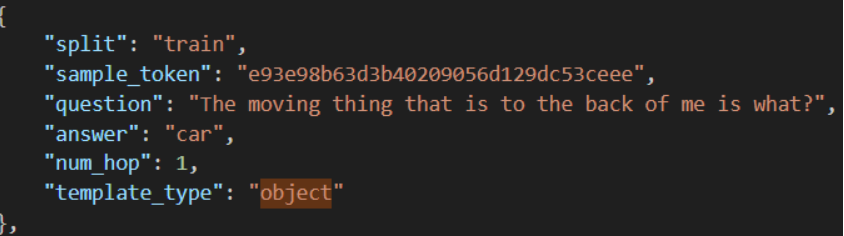 {
"split": "train",
"sample_token": "e93e98b63d3b40209056d129dc53ceee",
"question": "The moving thing that is to the back of me is what?",
"answer": "car",
"num_hop": 1,
"template_type": "object"
},